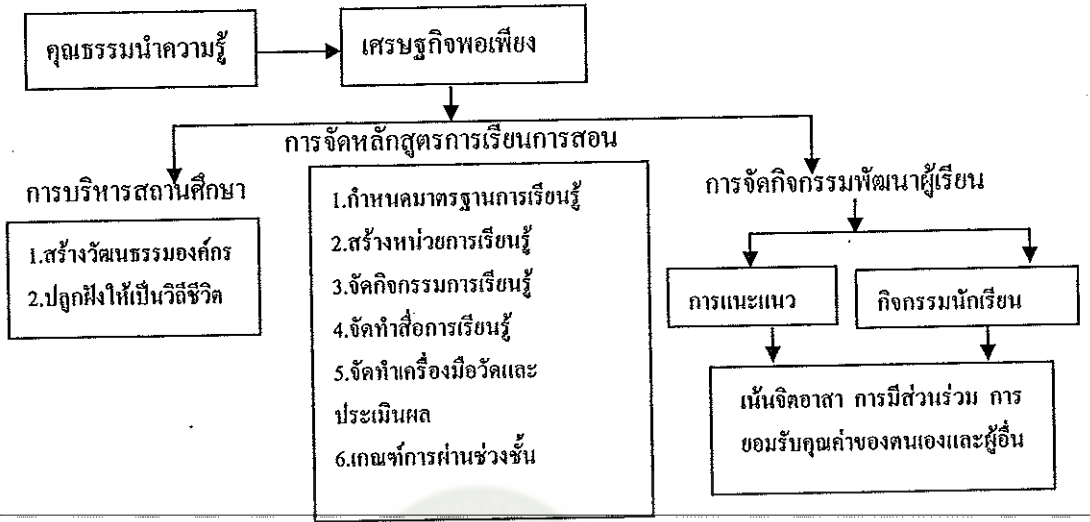 คุณธรรมนำความรู้
เศรษฐกิจพอเพียง
การจัดหลักสูตรการเรียนการสอน
การบริหารสถานศึกษา
1.สร้างวัฒนธรรมองค์กร
2.ปลูกฝังให้เป็นวิถีชีวิต
1.กำหนดมาตรฐานการเรียนรู้
2.สร้างหน่วยการเรียนรู้
3.จัดกิจกรรมการเรียนรู้
4.จัดทำสื่อการเรียนรู้
5.จัดทำเครื่องมือวัดและ
ประเมินผล
6.เกณฑ์การผ่านช่วงชั้น
การจัดกิจกรรมพัฒนาผู้เรียน
การแนะแนว
กิจกรรมนักเรียน
เน้นจิตอาสา การมีส่วนร่วม การ
ยอมรับคุณค่าของตนเองและผู้อื่น